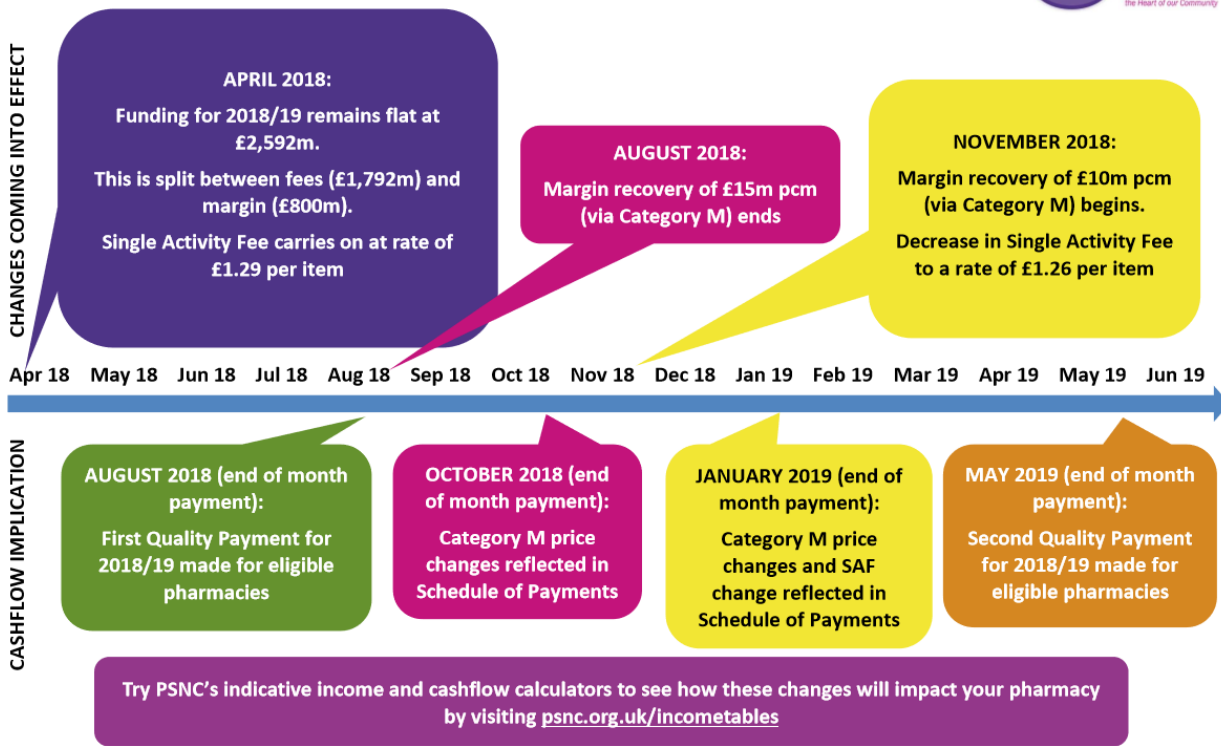 the Heart of our Community
CHANGES COMING INTO EFFECT
APRIL 2018:
Funding for 2018/19 remains flat at
£2,592m.
This is split between fees (£1,792m) and
margin (£800m).
Single Activity Fee carries on at rate of
£1.29 per item
AUGUST 2018:
Margin recovery of £15m pcm
(via Category M) ends
NOVEMBER 2018:
Margin recovery of £10m pcm
(via Category M) begins.
Decrease in Single Activity Fee
to a rate of £1.26 per item
Apr 18 May 18 Jun 18 Jul 18 Aug 18 Sep 18 Oct 18 Nov 18 Dec 18 Jan 19 Feb 19 Mar 19 Apr 19 May 19 Jun 19
CASHFLOW IMPLICATION
AUGUST 2018 (end of month
payment):
First Quality Payment for
2018/19 made for eligible
pharmacies
OCTOBER 2018 (end
of month payment):
Category M price
changes reflected in
Schedule of Payments
JANUARY 2019 (end of
month payment):
Category M price
changes and SAF
change reflected in
Schedule of Payments
MAY 2019 (end of month
payment):
Second Quality Payment
for 2018/19 made for
eligible pharmacies
Try PSNC's indicative income and cashflow calculators to see how these changes will impact your pharmacy
by visiting psnc.org.uk/incometables